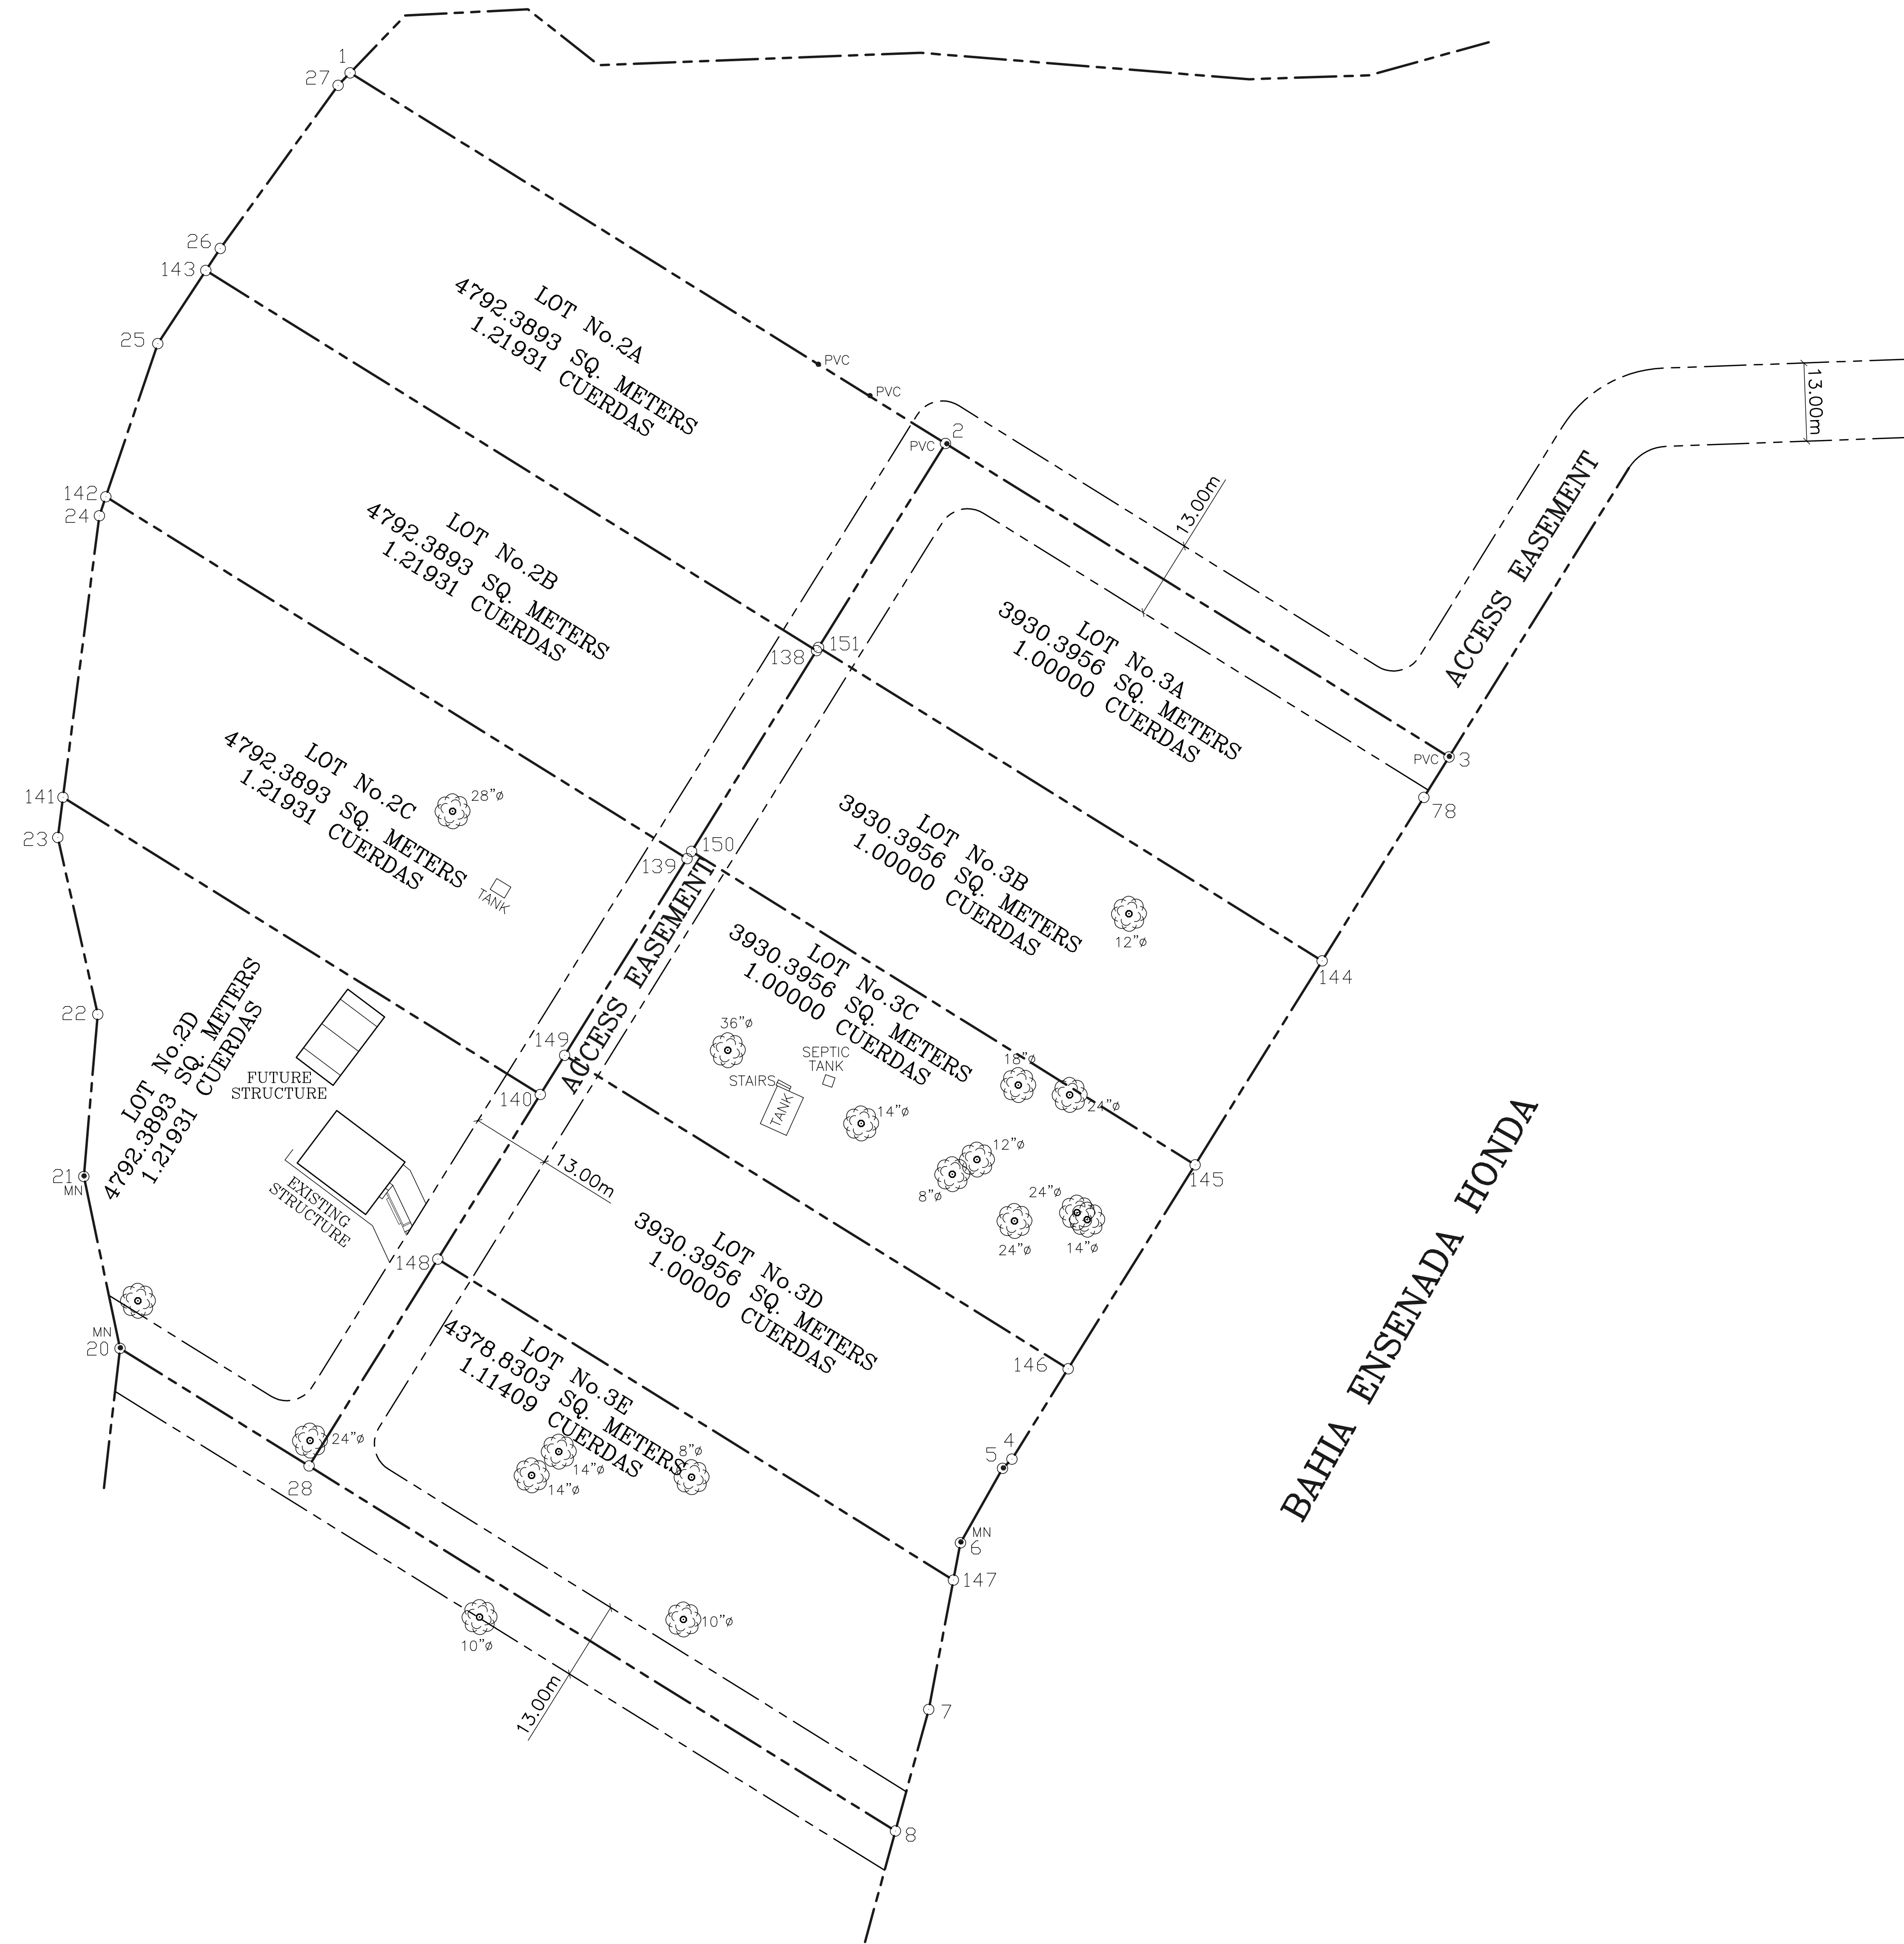 1
27
26
143
25
LOT No.2A
4792.3893 SQ. METERS
1.21931 CUERDAS
PVC
PVC
2
PVC
13.00m
13.00m
ACCESS EASEMENT
142
24
LOT No.2B
4792.3893 SQ. METERS
1.21931 CUERDAS
151
138
LOT No.3A
3930.3956 SQ. METERS
1.00000 CUERDAS
PVC
3
78
141
23
LOT No.2C
4792.3893 SQ. METERS
1.21931 CUERDAS
28"ø
TANK
150
139
LOT No.3B
3930.3956 SQ. METERS
1.00000 CUERDAS
12"ø
144
22
LOT No.2D
4792.3893 SQ. METERS
1.21931 CUERDAS
FUTURE
STRUCTURE
149
140
ACCESS EASEMENT
LOT No.3C
3930.3956 SQ. METERS
1.00000 CUERDAS
36"ø
SEPTIC
TANK
STAIRS
TANK
14"ø
18"ø
24"ø
12"ø
8"ø
24"ø
24"ø
14"ø
145
21
MN
EXISTING
STRUCTURE
13.00m
148
LOT No.3D
3930.3956 SQ. METERS
1.00000 CUERDAS
BAHIA ENSENADA HONDA
MN
20
LOT No.3E
4378.8303 SQ. METERS
1.11409 CUERDAS
146
24"ø
28
14"ø
14"ø
8"ø
4
5
MN
6
147
10"ø
10"ø
13.00m
7
8